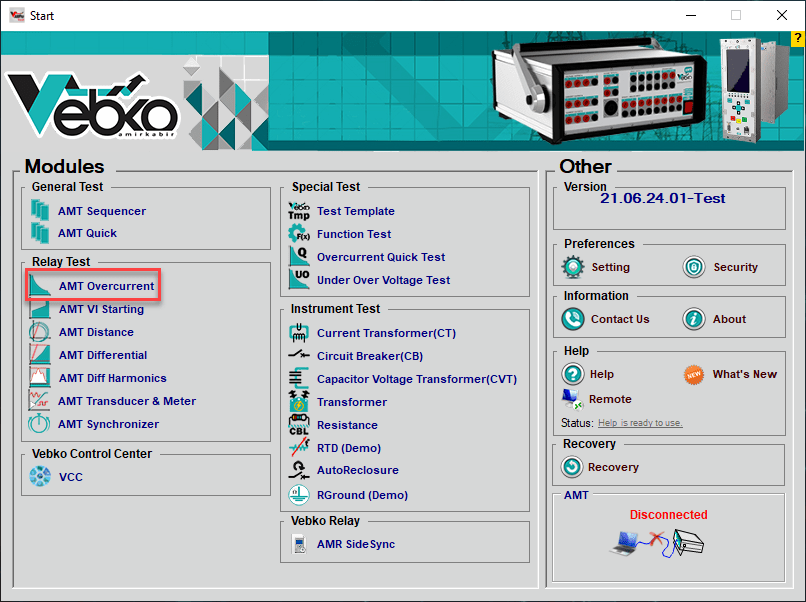 Start
?
Vebko
amirkabir
Modules
General Test
AMT Sequencer
AMT Quick
Relay Test
AMT Overcurrent
AMT VI Starting
AMT Distance
AMT Differential
AMT Diff Harmonics
AMT Transducer & Meter
AMT Synchronizer
Vebko Control Center
VCC
Special Test
Vebko
Tmp
Test Template
F(x)
Function Test
Q
Overcurrent Quick Test
UO
Under Over Voltage Test
Instrument Test
Current Transformer(CT)
Circuit Breaker(CB)
Capacitor Voltage Transformer(CVT)
Transformer
CBL
Resistance
RTD (Demo)
AutoReclosure
RGround (Demo)
Vebko Relay
AMR SideSync
Other
Version
21.06.24.01-Test
Preferences
Setting
Security
Information
Contact Us
About
Help
Help
NEW
What's New
Remote
Status: Help is ready to use.
Recovery
Recovery
AMT
Disconnected